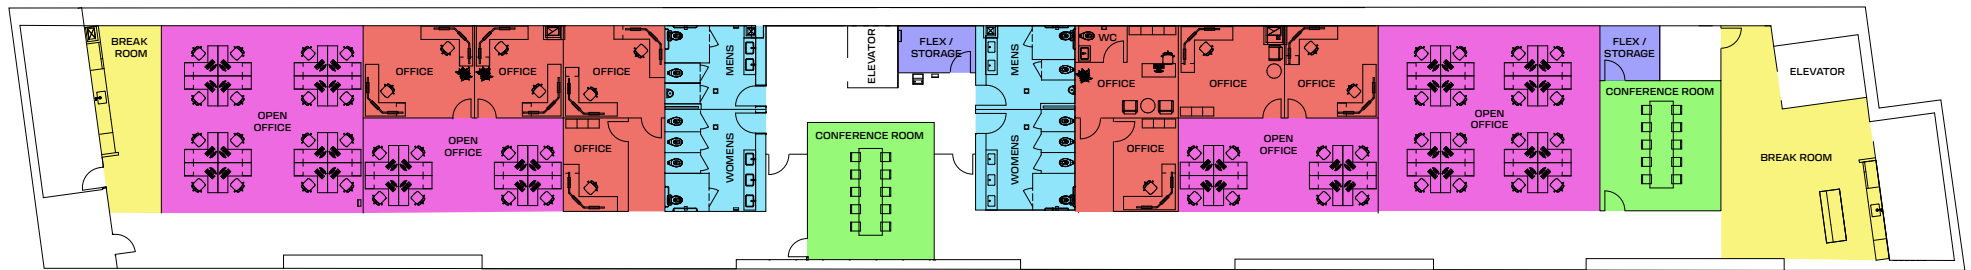 BREAK
ROOM
OPEN
OFFICE
OFFICE
OFFICE
OPEN
OFFICE
OFFICE
OFFICE
MENS
WOMENS
ELEVATOR
FLEX /
STORAGE
CONFERENCE ROOM
MENS
WOMENS
WC
OFFICE
OFFICE
OFFICE
OFFICE
OPEN
OFFICE
OPEN
OFFICE
FLEX /
STORAGE
CONFERENCE ROOM
ELEVATOR
BREAK ROOM